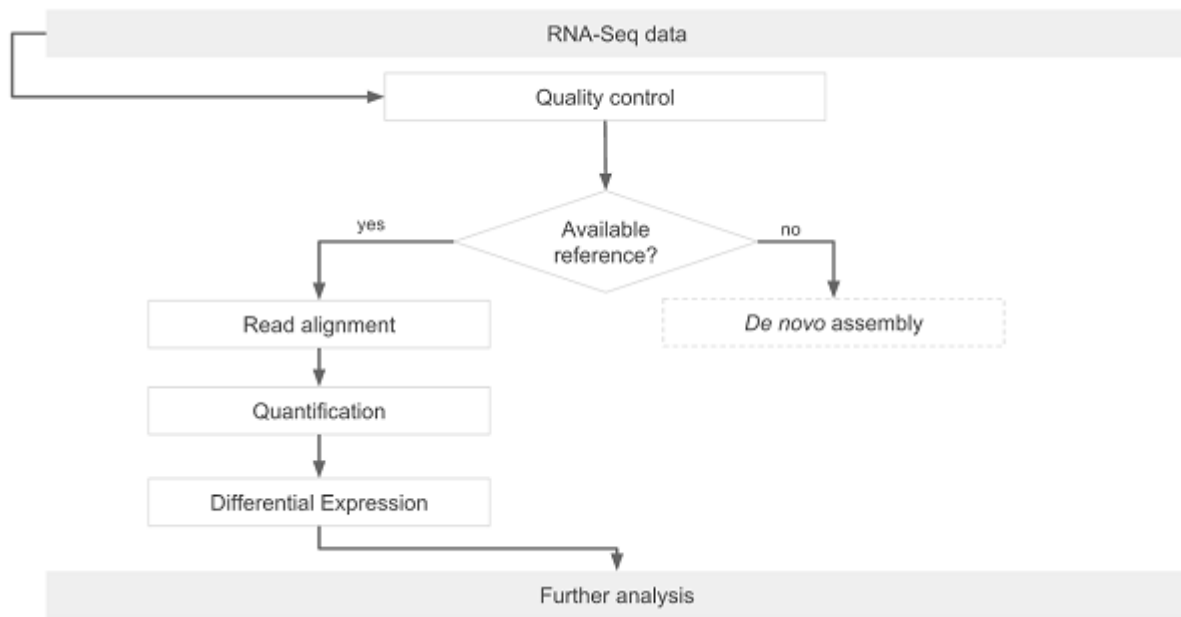 RNA-Seq data
Quality control
Available
reference?
yes
no
Read alignment
De novo assembly
Quantification
Differential Expression
Further analysis